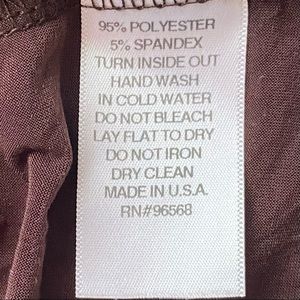 95% POLYESTER
5% SPANDEX
TURN INSIDE OUT
HAND WASH
IN COLD WATER
DO NOT BLEACH
LAY FLAT TO DRY
DO NOT IRON
DRY CLEAN
MADE IN U.S.A.
RN#96568